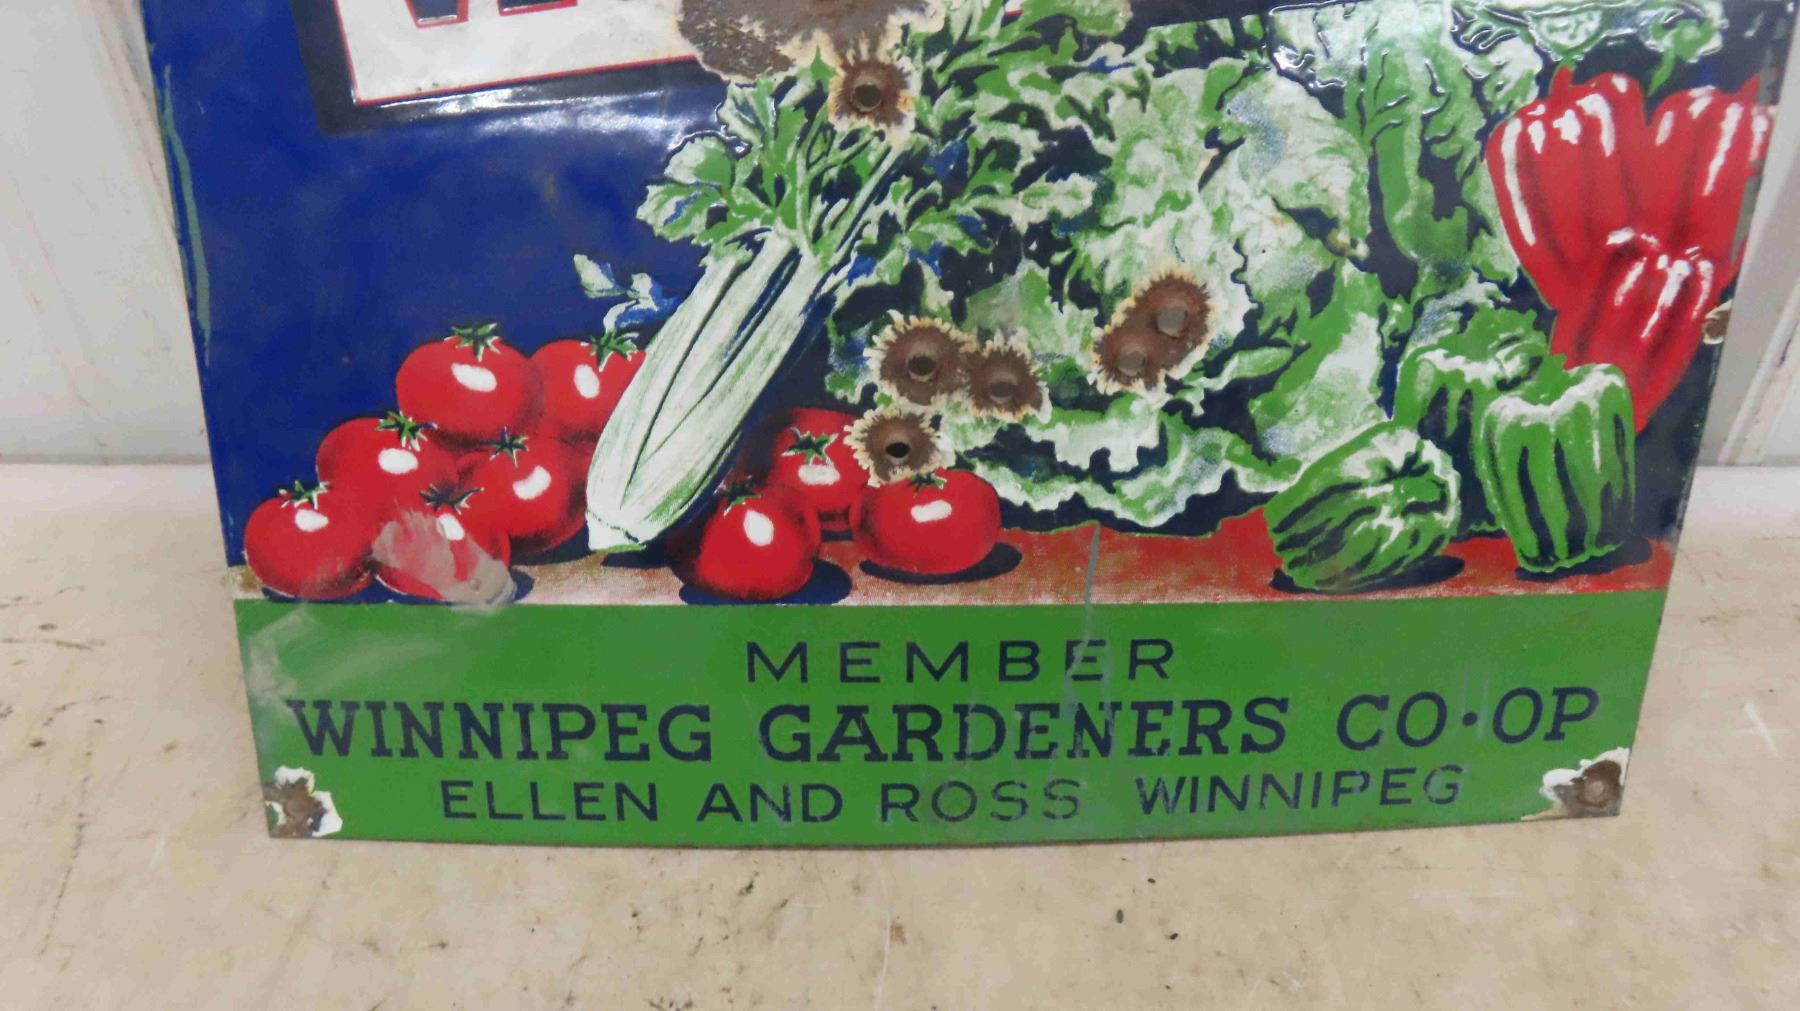 MEMBER
WINNIPEG GARDENERS CO·OP
ELLEN AND ROSS WINNIPEG